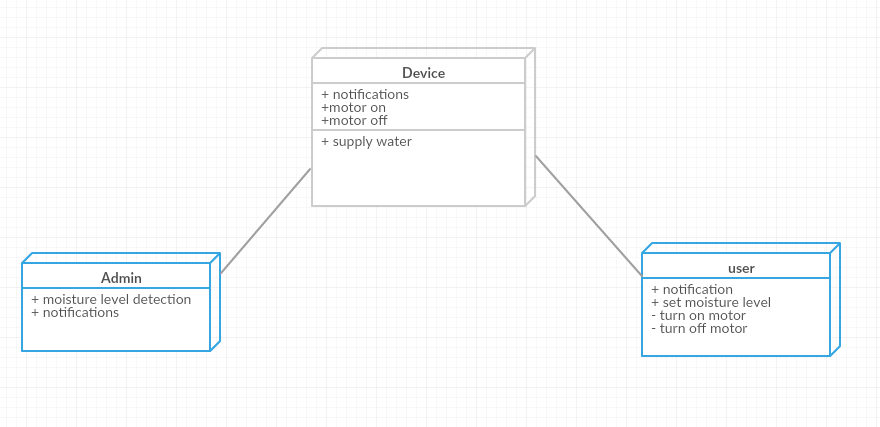 Device
+ notifications
+motor on
+motor off
+ supply water
Admin
+ moisture level detection
+ notifications
user
+ notification
+ set moisture level
- turn on motor
- turn off motor